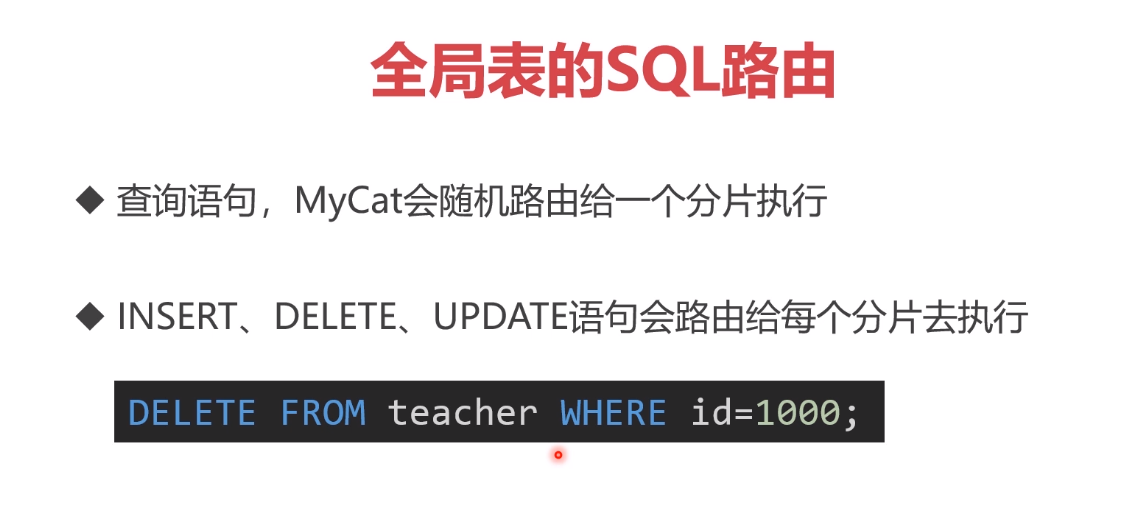 全局表的SQL路由
◆ 查询语句，MyCat会随机路由给一个分片执行
◆ INSERT、DELETE、UPDATE语句会路由给每个分片去执行
DELETE FROM teacher WHERE id=1000;